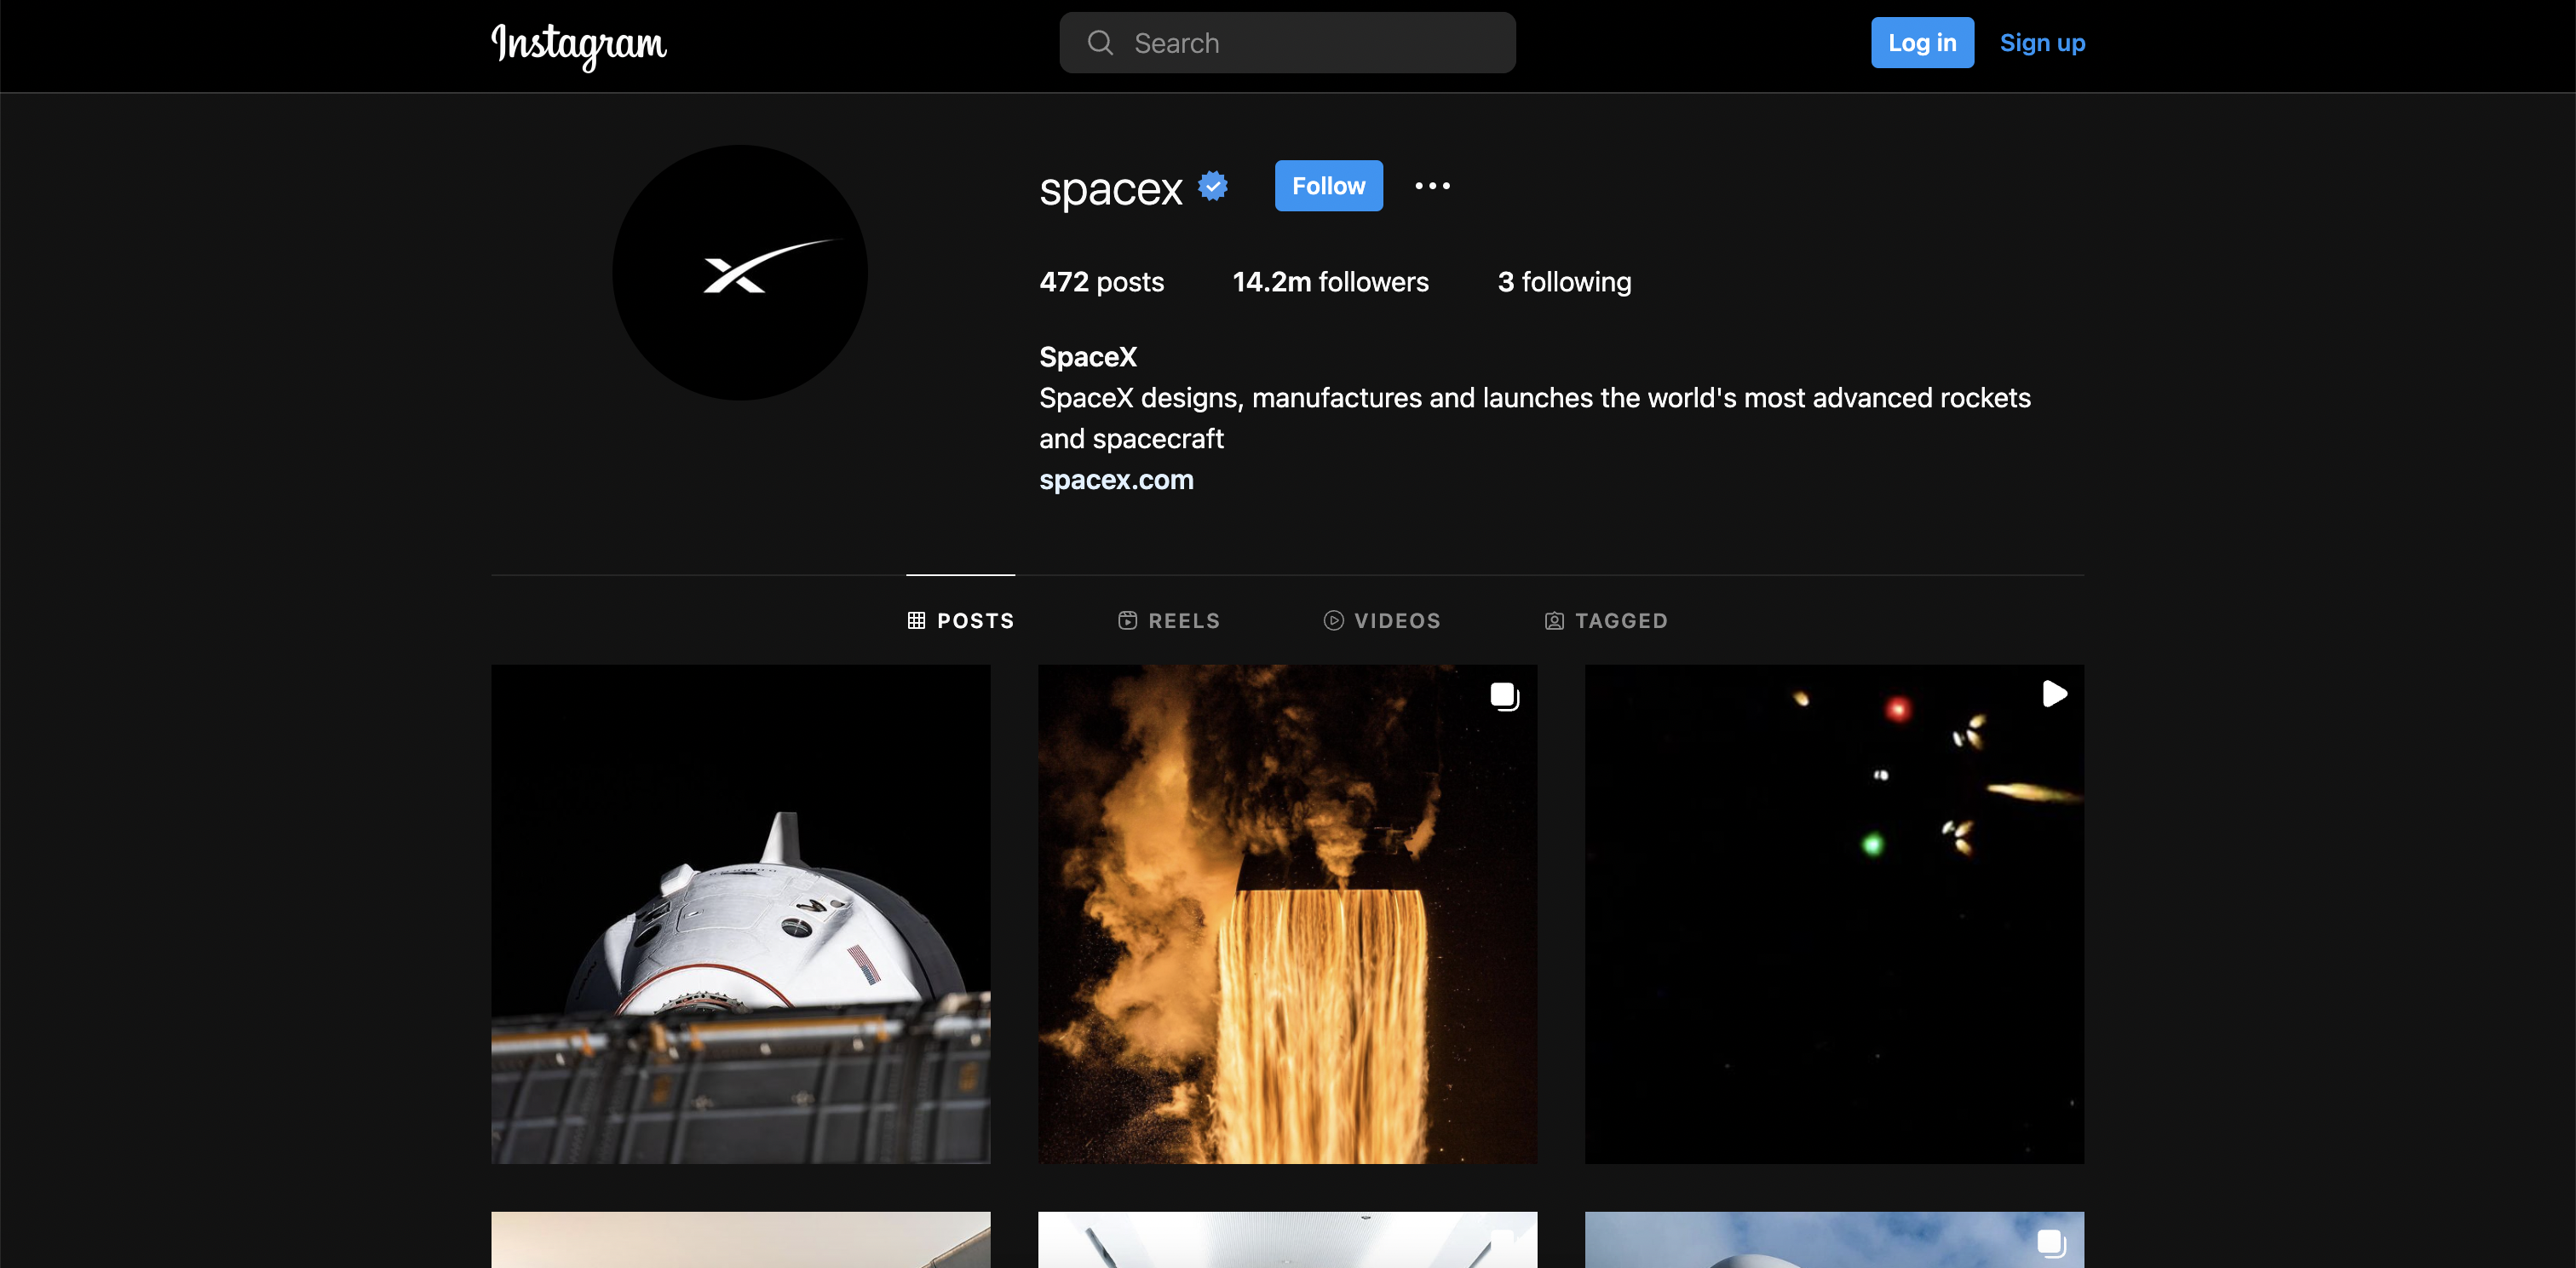 Instagram
Search
Log in
Sign up
spacex
Follow
472 posts
14.2m followers
3 following
SpaceX
SpaceX designs, manufactures and launches the world's most advanced rockets
and spacecraft
spacex.com
POSTS
REELS
VIDEOS
TAGGED